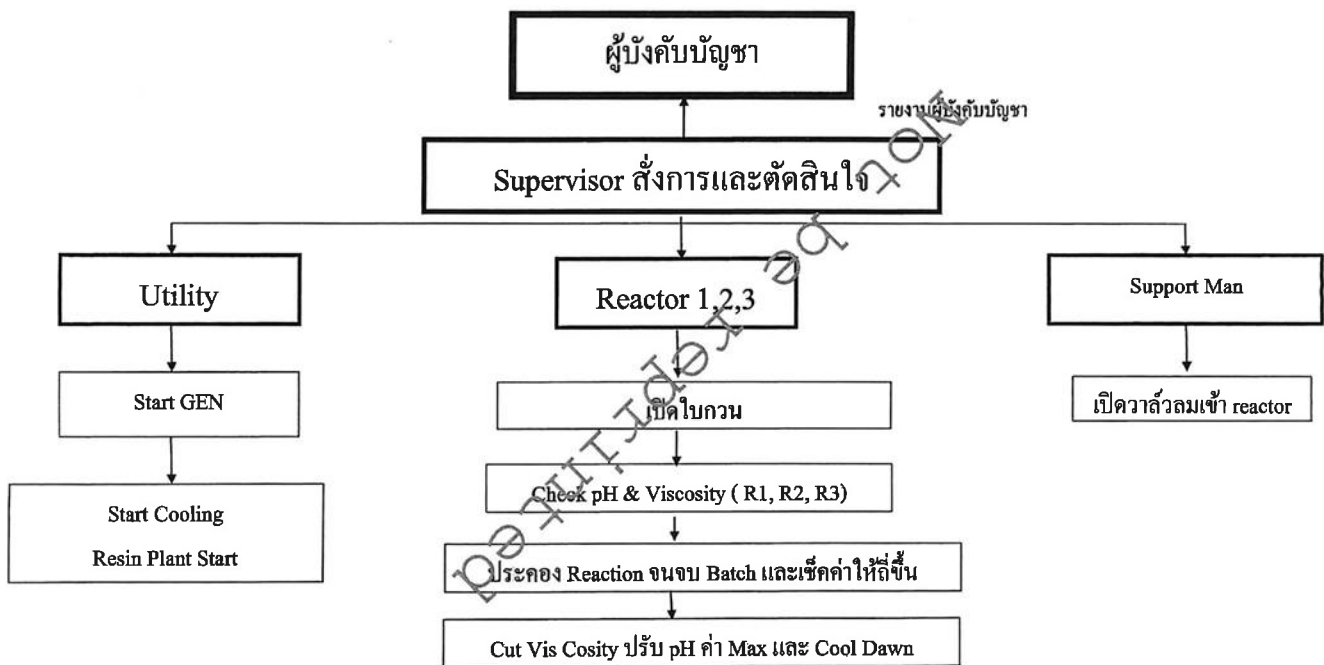 ผู้บังคับบัญชา
รายงานผู้บังคับบัญชา
Supervisor สั่งการและตัดสินใจ
Utility
Reactor 1,2,3
Support Man
Start GEN
เปิดใบกวน
เปิดวาล์วลมเข้า reactor
Check pH & Viscosity ( R1, R2, R3)
Start Cooling
Resin Plant Start
ประคอง Reaction จนจบ Batch และเช็คค่าให้ถี่ขึ้น
Cut Vis Cosity ปรับ pH ค่า Max และ Cool Dawn
Not be reprinted